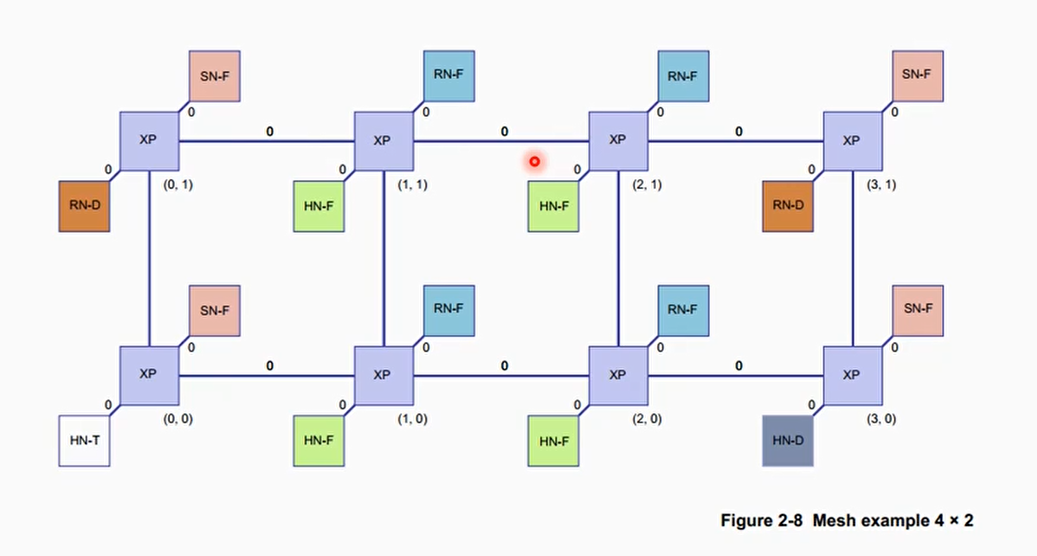 SN-F
RN-F
RN-F
SN-F
0
0
0
0
XP
0
XP
0
XP
0
XP
0
0
0
0
(0, 1)
(1, 1)
(2, 1)
(3, 1)
RN-D
HN-F
HN-F
RN-D
SN-F
RN-F
RN-F
SN-F
0
0
0
0
XP
0
XP
0
XP
0
XP
0
0
0
0
(0, 0)
(1, 0)
(2, 0)
(3, 0)
HN-T
HN-F
HN-F
HN-D
Figure 2-8 Mesh example 4 × 2